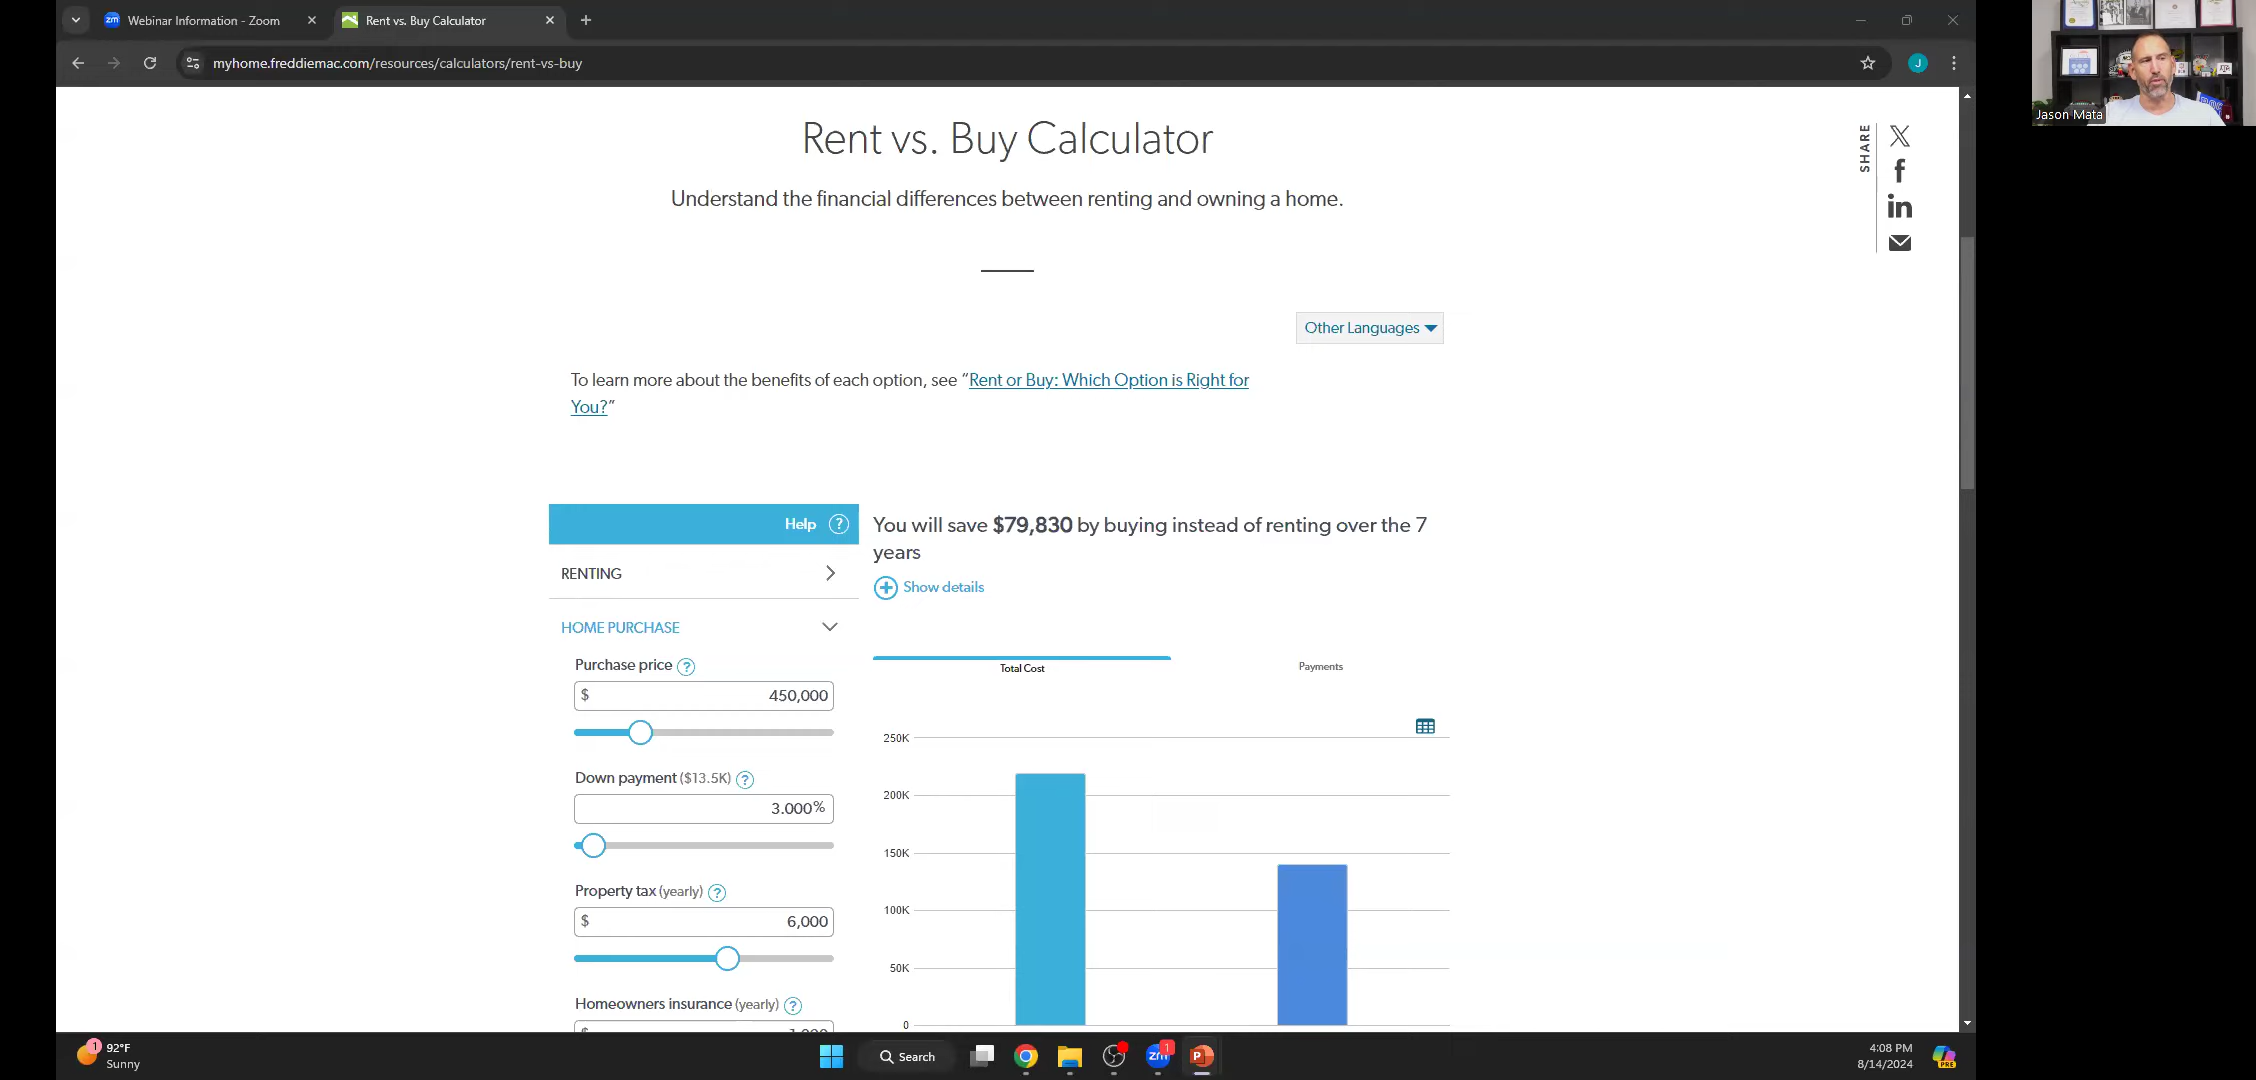 Webinar Information - Zoom
Rent vs. Buy Calculator
myhome.freddiemac.com/resources/calculators/rent-vs-buy
J
Jason Mata
Rent vs. Buy Calculator
Understand the financial differences between renting and owning a home.
SHARE
Other Languages
To learn more about the benefits of each option, see “Rent or Buy: Which Option is Right for
You?”
Help ?
RENTING
HOME PURCHASE
Purchase price ?
$ 450,000
Down payment ($13.5K) ?
3.000%
Property tax (yearly) ?
$ 6,000
Homeowners insurance (yearly) ?
You will save $79,830 by buying instead of renting over the 7
years
Show details
Total Cost
Payments
250K
200K
150K
100K
50K
0
1
92°F
Sunny
Search
zm
1
P
4:08 PM
8/14/2024
PRE